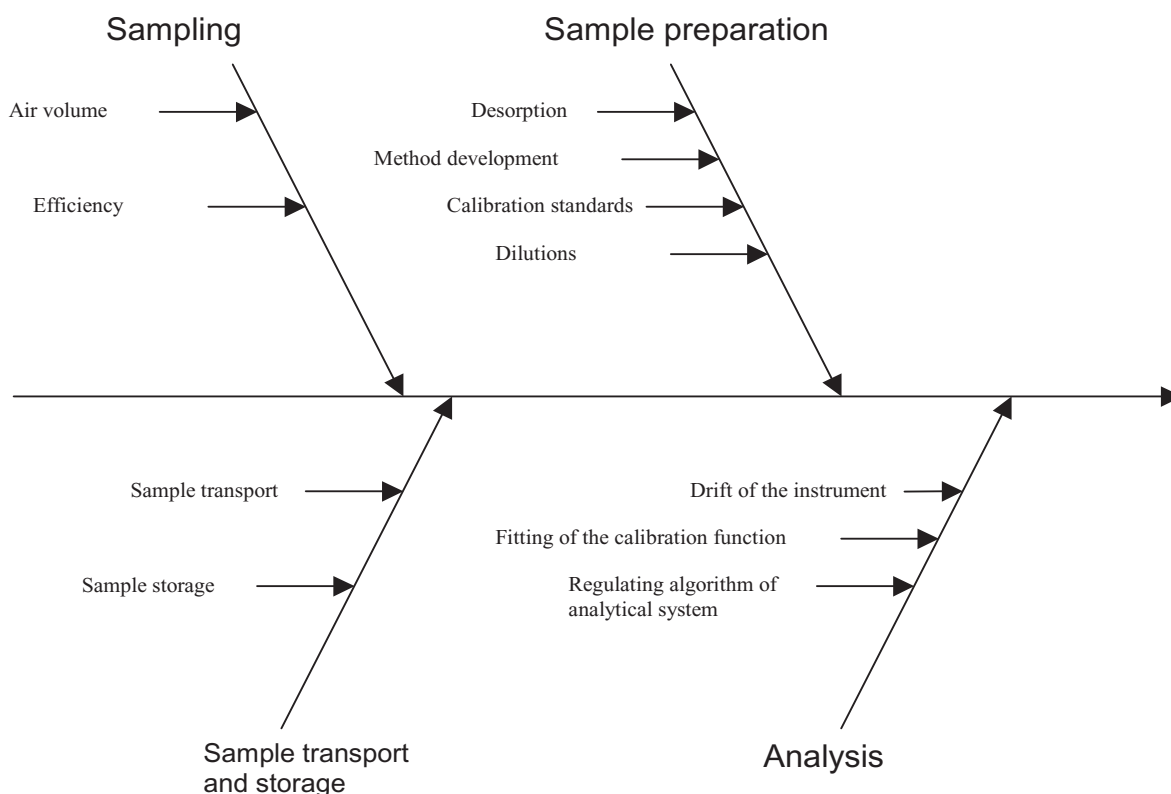 Sampling
Sample preparation
Air volume
Desorption
Method development
Efficiency
Calibration standards
Dilutions
Sample transport
Drift of the instrument
Fitting of the calibration function
Sample storage
Regulating algorithm of
analytical system
Sample transport
and storage
Analysis